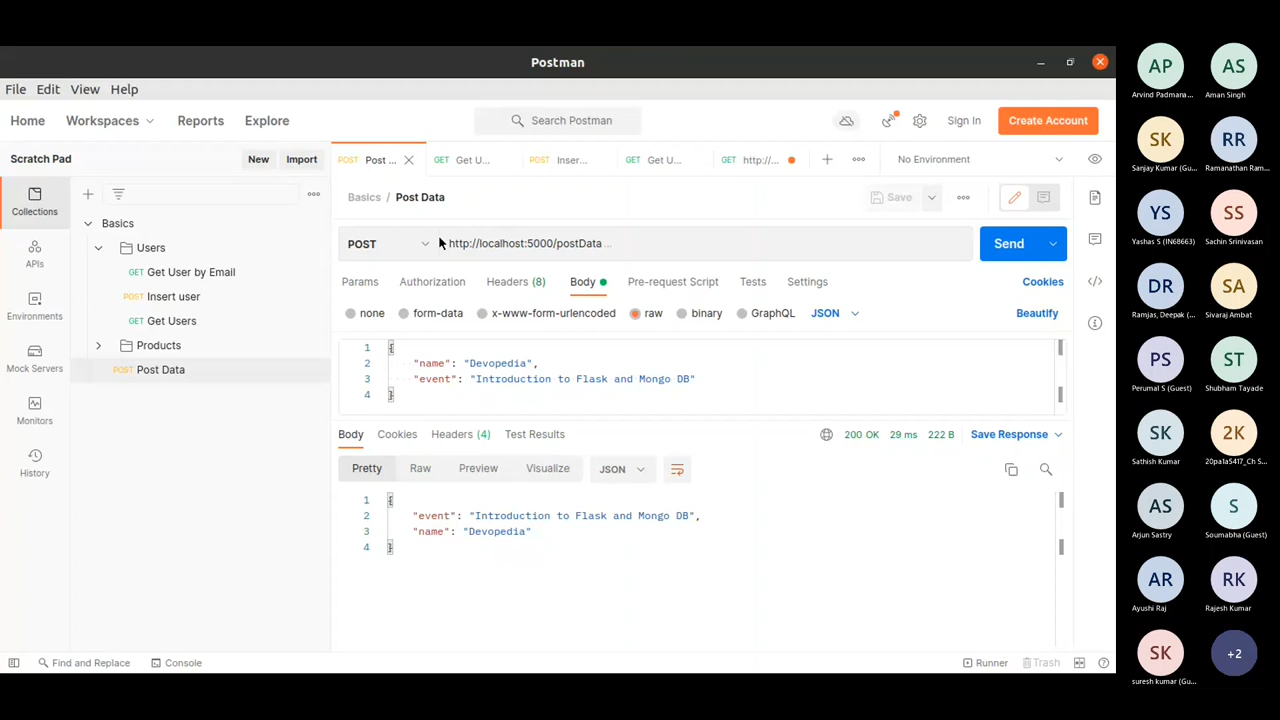 Postman
File Edit View Help
Home Workspaces Reports Explore Search Postman Sign In Create Account
Scratch Pad New Import
POST Post ... GET Get U... POST Inser... GET Get U... POST http://... No Environment
Collections
APIs
Environments
Mock Servers
Monitors
History
Basics
Users
GET Get User by Email
POST Insert user
GET Get Users
Products
POST Post Data
Basics / Post Data Save
POST http://localhost:5000/postData ... Send
Params Authorization Headers (8) Body Pre-request Script Tests Settings Cookies
none form-data x-www-form-urlencoded raw binary GraphQL JSON Beautify
1 {
2 "name": "Devopedia",
3 "event": "Introduction to Flask and Mongo DB"
4 }
Body Cookies Headers (4) Test Results 200 OK 29 ms 222 B Save Response
Pretty Raw Preview Visualize JSON
1 {
2 "event": "Introduction to Flask and Mongo DB",
3 "name": "Devopedia"
4 }
Find and Replace Console Runner Trash
AP AS
Arvind Padmana... Aman Singh
SK RR
Sanjay Kumar (Gu... Ramanathan Ram...
YS SS
Yashas S (IN68663) Sachin Srinivasan
DR SA
Ramjas, Deepak (... Sivaraj Ambat
PS ST
Perumal S (Guest) Shubham Tayade
SK 2K
Sathish Kumar 20pa1a5417_Ch S...
AS S
Arjun Sastry Soumabha (Guest)
AR RK
Ayushi Raj Rajesh Kumar
SK +2
suresh kumar (Gu...